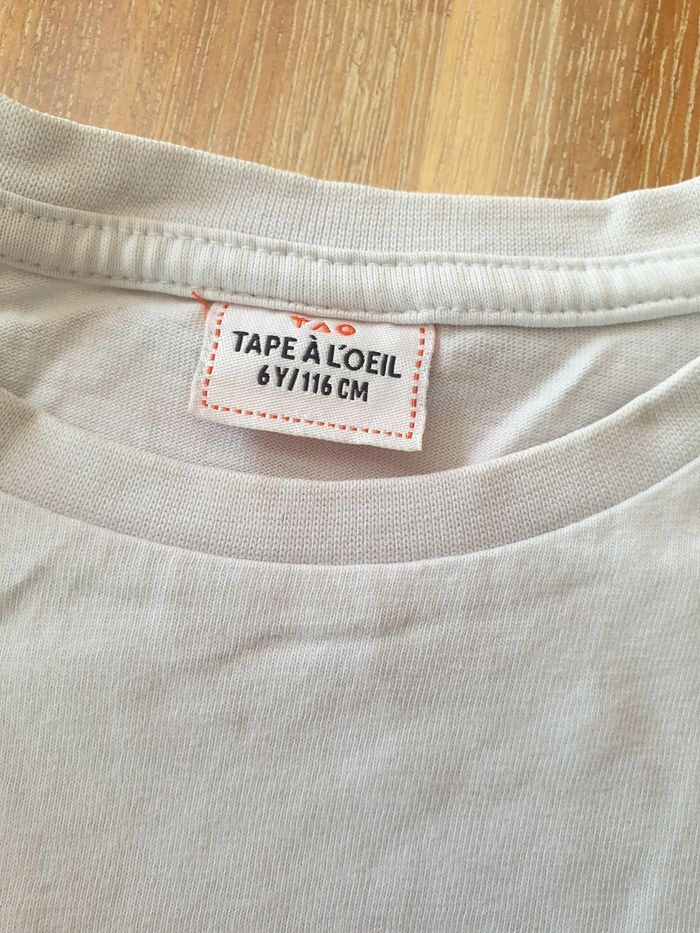 TAO
TAPE À L'OEIL
6 Y/116 CM